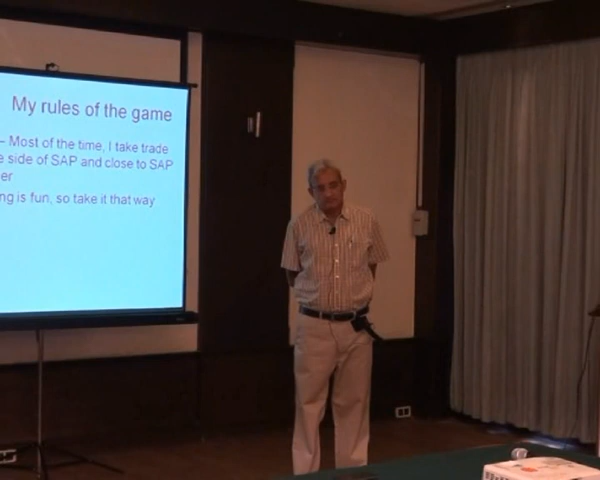 My rules of the game
– Most of the time, I take trade
e side of SAP and close to SAP
er
ng is fun, so take it that way